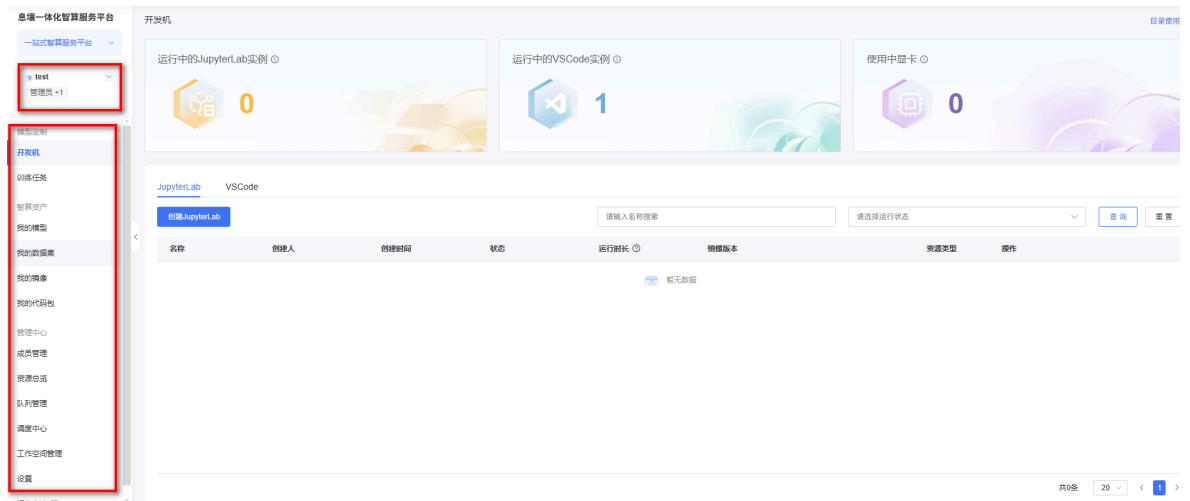 息壤一体化智算服务平台
一站式智算服务平台
test
管理员 +1
模型定制
开发机
训练任务
智算资产
我的模型
我的数据集
我的镜像
我的代码包
管理中心
成员管理
资源总览
队列管理
调度中心
工作空间管理
设置
开发机
目录使用
运行中的JupyterLab实例
0
运行中的VSCode实例
1
使用中显卡
0
JupyterLab VSCode
创建JupyterLab 请输入名称搜索 请选择运行状态 查询 重置
名称 创建人 创建时间 状态 运行时长 镜像版本 资源类型 操作
暂无数据
共0条 20 1